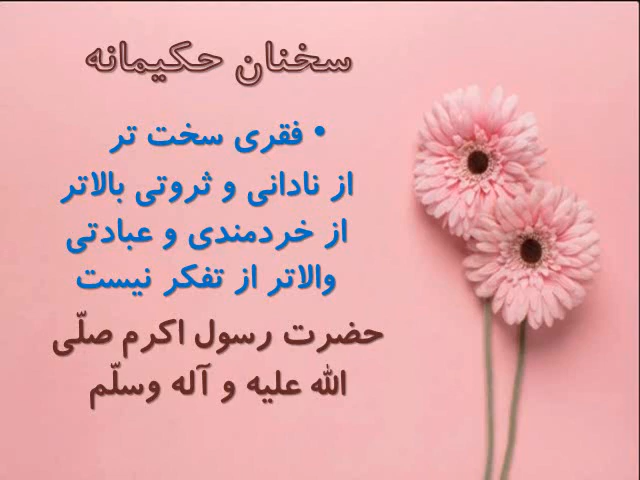 سخنان حکیمانه
• فقری سخت تر
از نادانی و ثروتی بالاتر
از خردمندی و عبادتی
والاتر از تفکر نیست
حضرت رسول اکرم صلّی
الله علیه و آله وسلّم